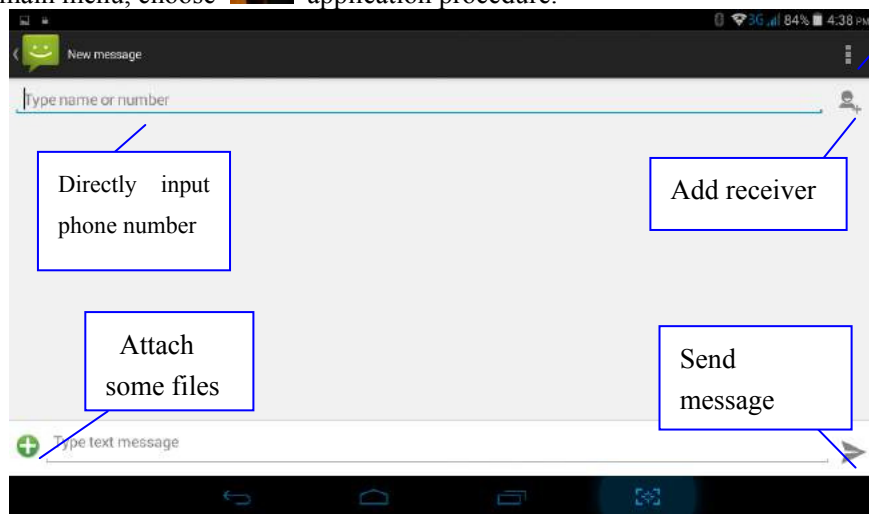 main menu, choose application procedure.
3G 84% 4:38 PM
New message
Type name or number
Directly input
phone number
Add receiver
Attach
some files
Send
message
Type text message